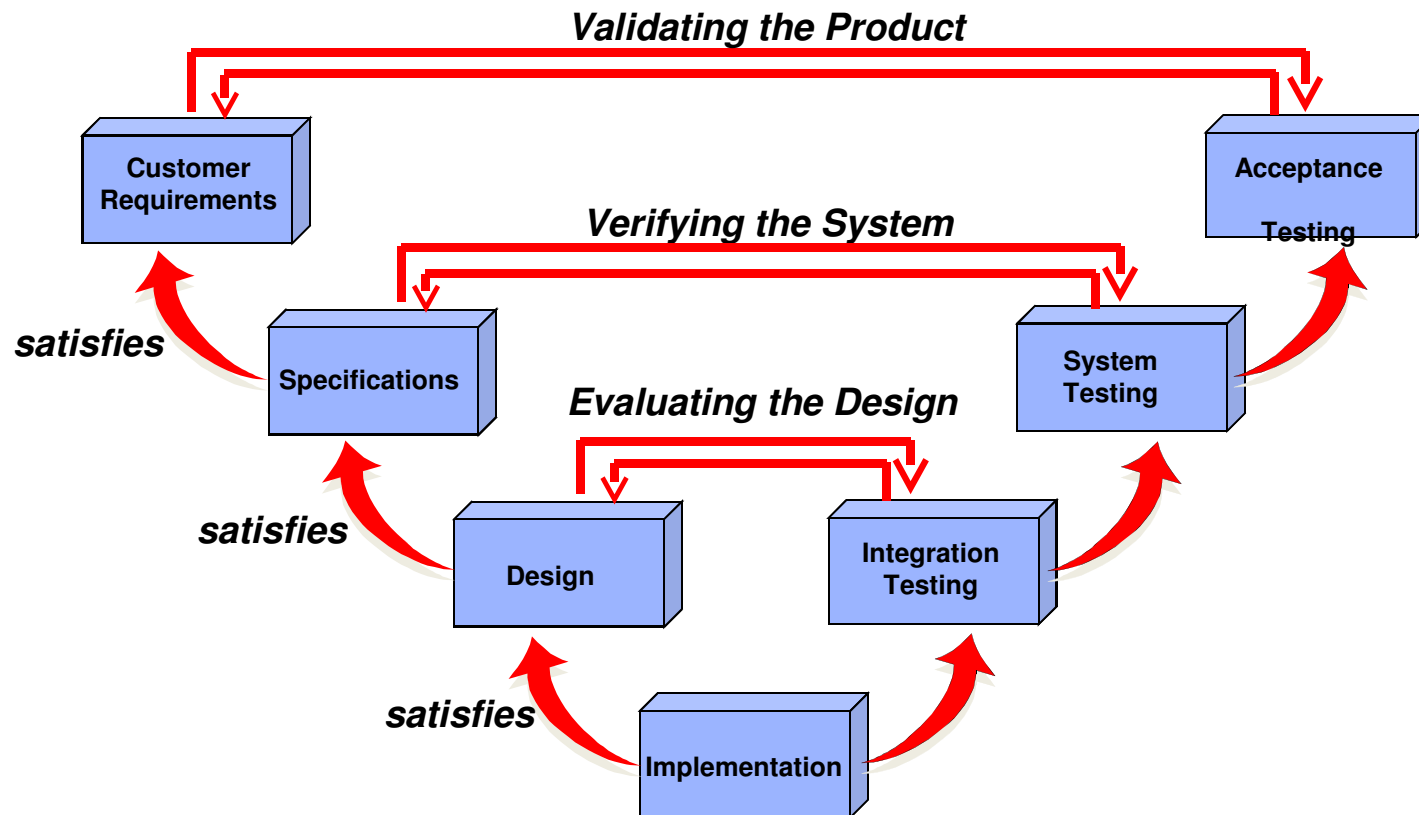 Validating the Product
Customer
Requirements
Acceptance
Testing
Verifying the System
satisfies
Specifications
System
Testing
Evaluating the Design
satisfies
Design
Integration
Testing
satisfies
Implementation